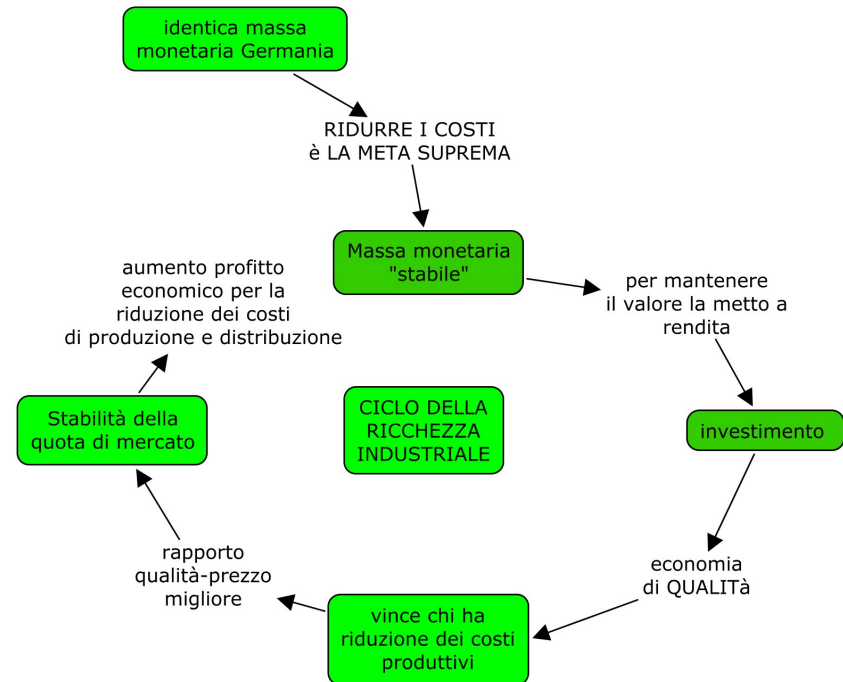 identica massa
monetaria Germania
RIDURRE I COSTI
è LA META SUPREMA
Massa monetaria
"stabile"
per mantenere
il valore la metto a
rendita
investimento
economia
di QUALITà
vince chi ha
riduzione dei costi
produttivi
rapporto
qualità-prezzo
migliore
Stabilità della
quota di mercato
aumento profitto
economico per la
riduzione dei costi
di produzione e distribuzione
CICLO DELLA
RICCHEZZA
INDUSTRIALE